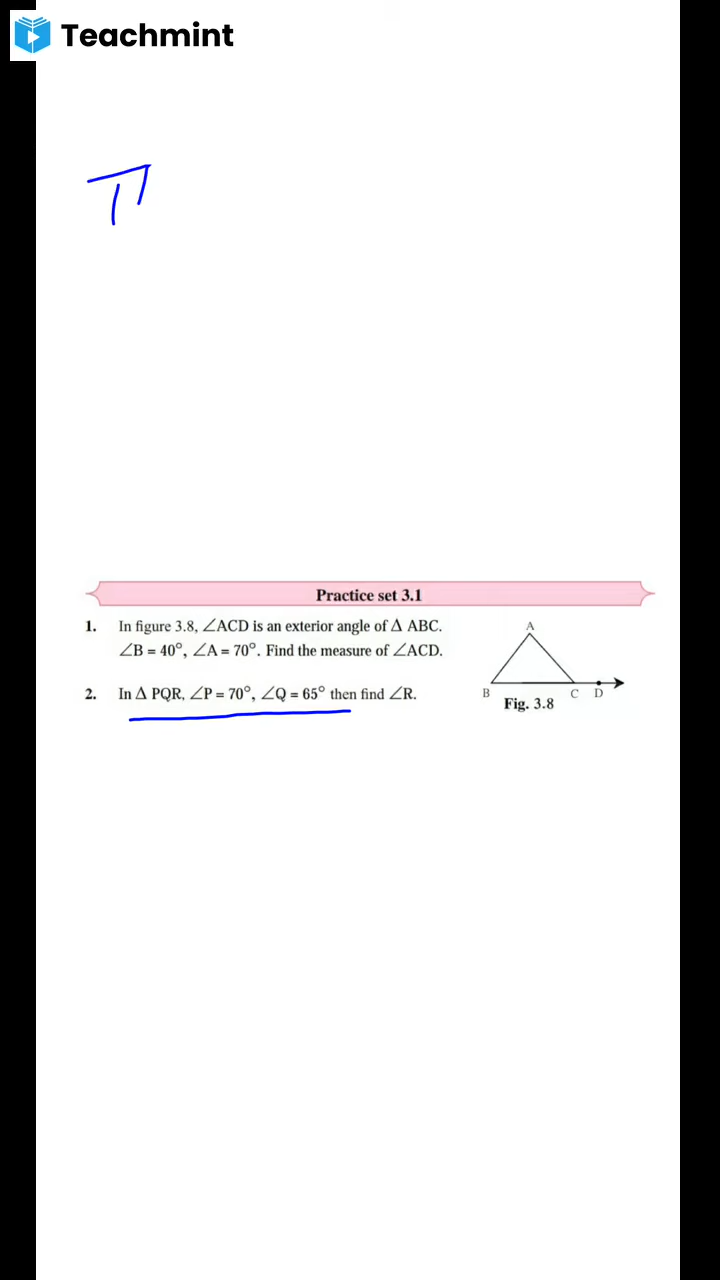 Teachmint
Practice set 3.1
1. In figure 3.8, ∠ACD is an exterior angle of Δ ABC.
∠B = 40°, ∠A = 70°. Find the measure of ∠ACD.
2. In Δ PQR, ∠P = 70°, ∠Q = 65° then find ∠R.
A
B
C
D
Fig. 3.8